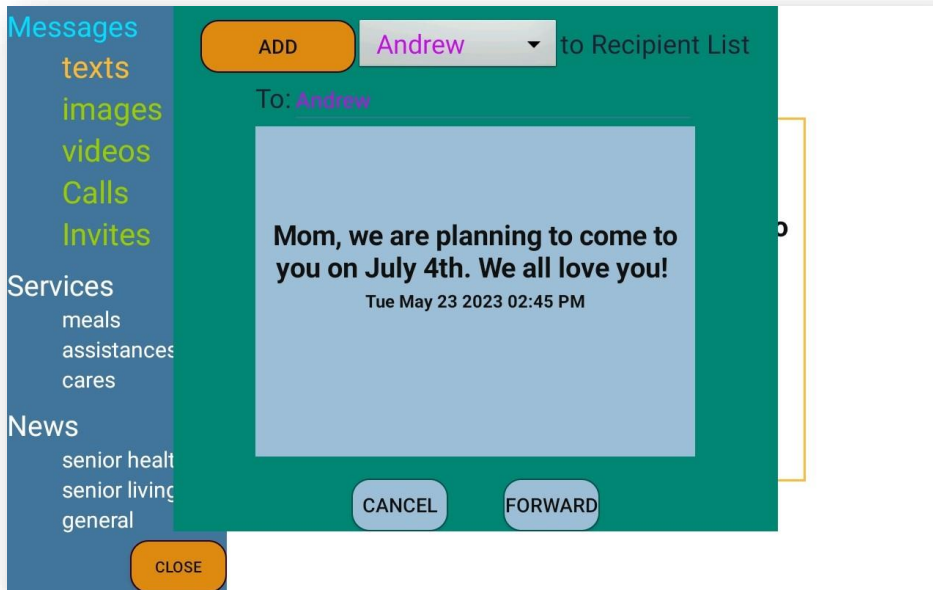 Messages
texts
images
videos
Calls
Invites
Services
meals
assistances
cares
News
senior healt
senior living
general
CLOSE
ADD Andrew to Recipient List
To: Andrew
Mom, we are planning to come to
you on July 4th. We all love you!
Tue May 23 2023 02:45 PM
CANCEL FORWARD